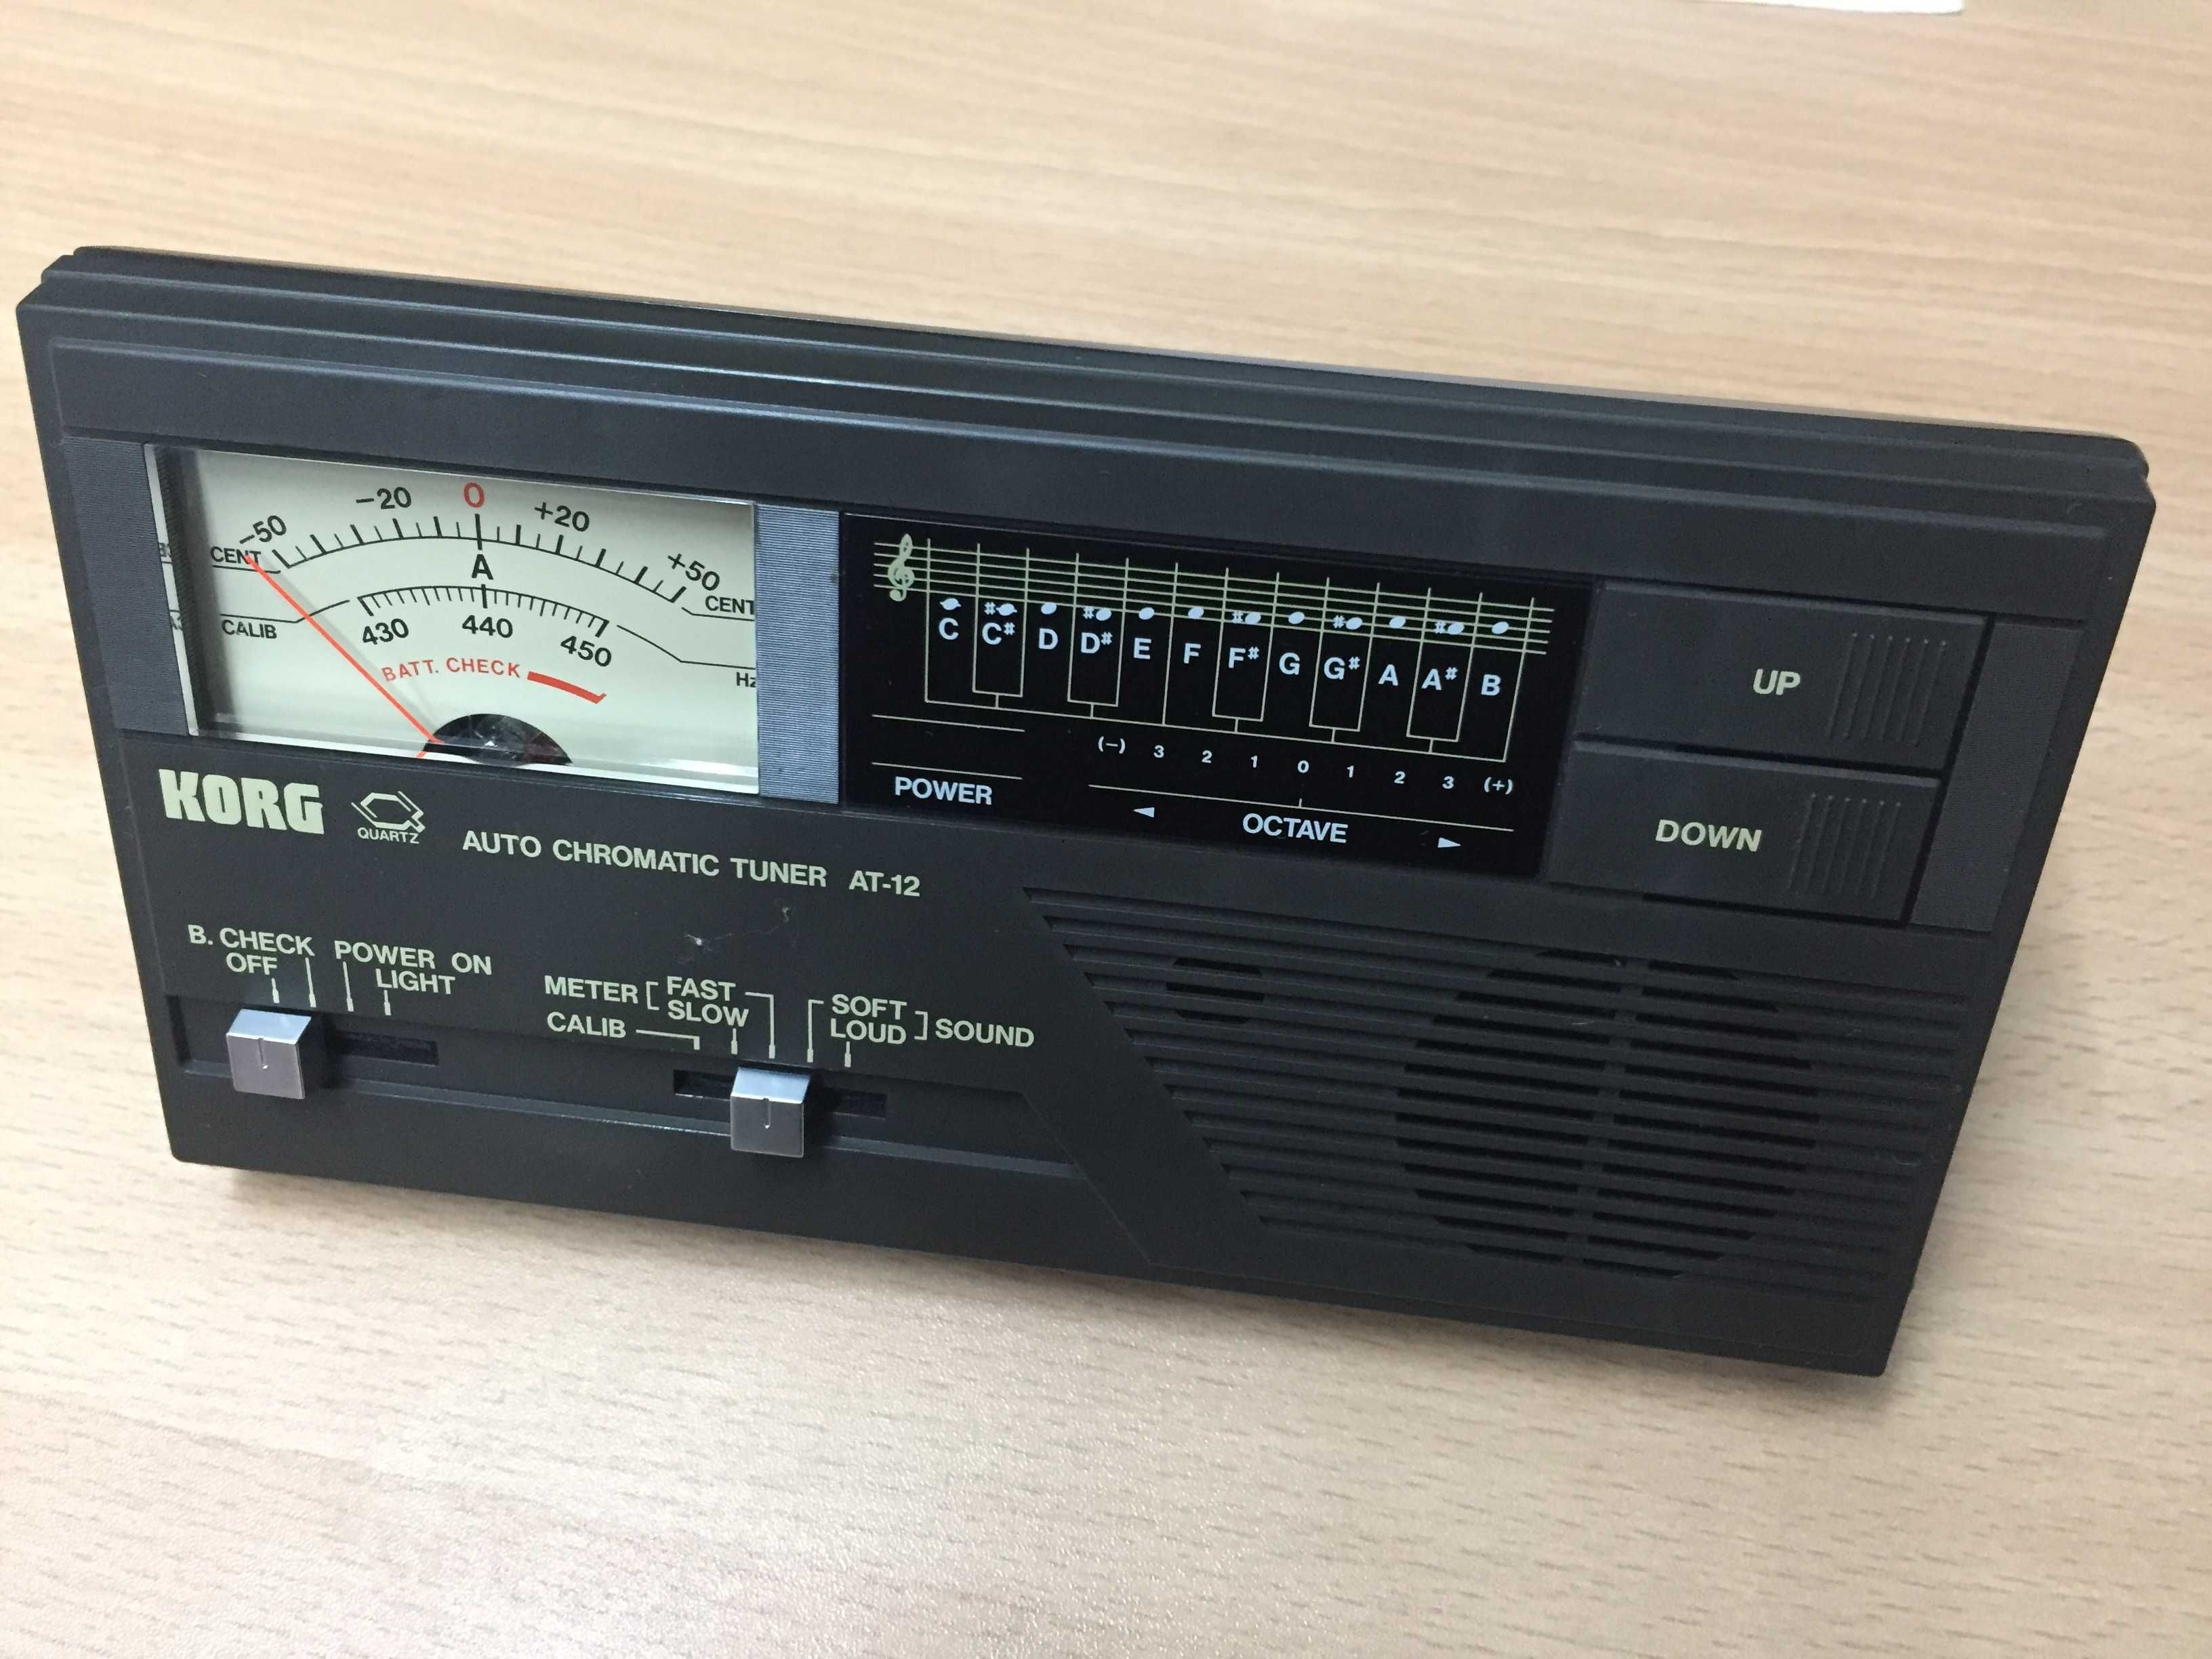 -50 -20 0 +20 +50
CENT CENT
A
CALIB 430 440 450 Hz
BATT. CHECK
C C# D D# E F F# G G# A A# B
(-) 3 2 1 0 1 2 3 (+)
POWER ◄ OCTAVE ►
UP
DOWN
KORG QUARTZ AUTO CHROMATIC TUNER AT-12
B. CHECK POWER ON
OFF LIGHT
METER FAST SOFT
SLOW LOUD SOUND
CALIB